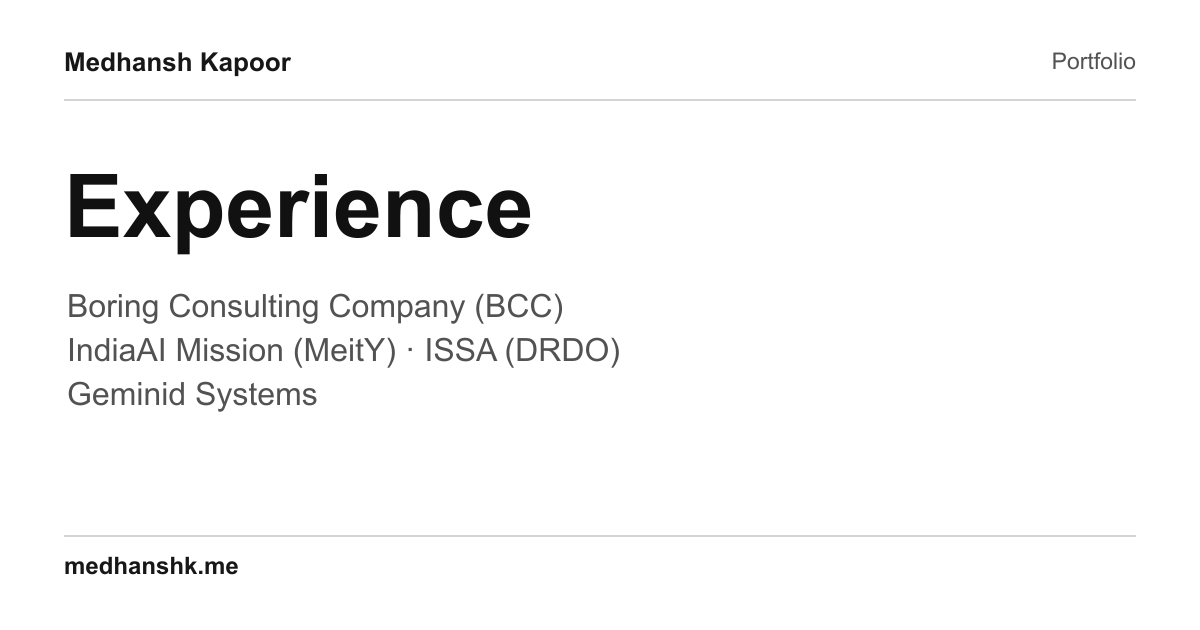 Medhansh Kapoor
Portfolio
Experience
Boring Consulting Company (BCC)
IndiaAI Mission (MeitY) · ISSA (DRDO)
Geminid Systems
medhanshk.me